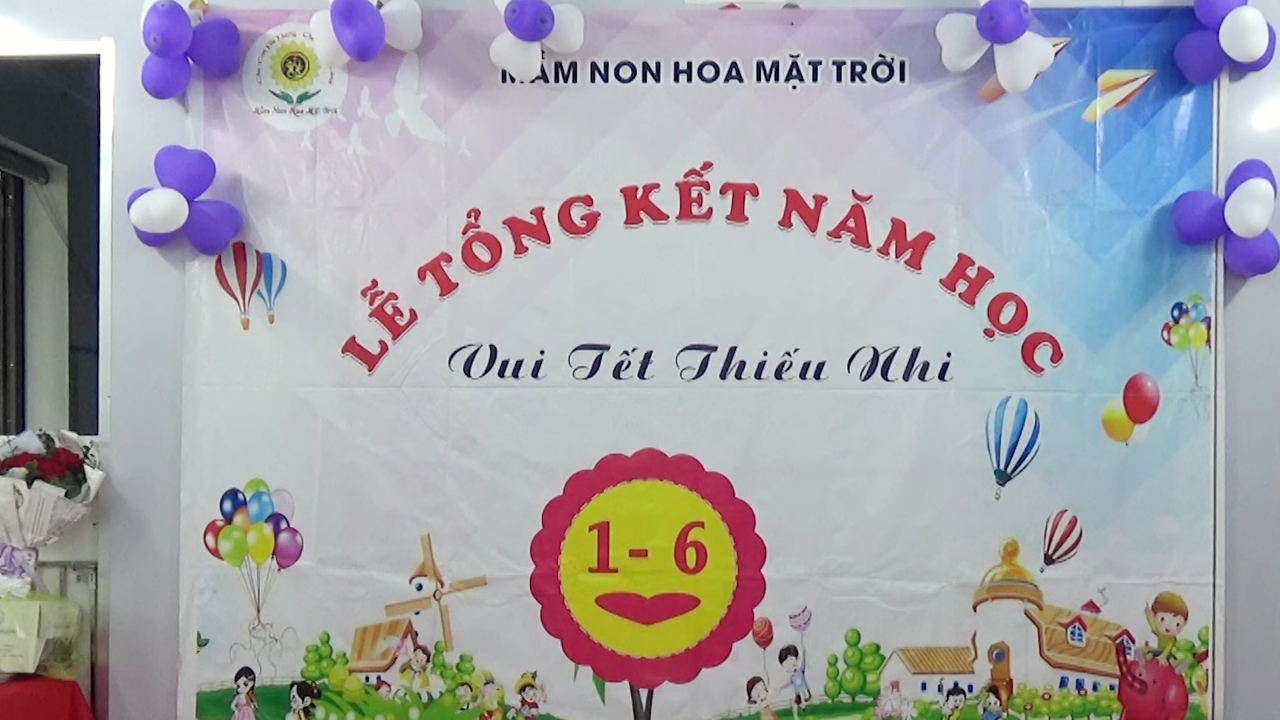 MẦM NON HOA MẶT TRỜI
LỄ TỔNG KẾT NĂM HỌC
Vui Tết Thiếu Nhi
1- 6